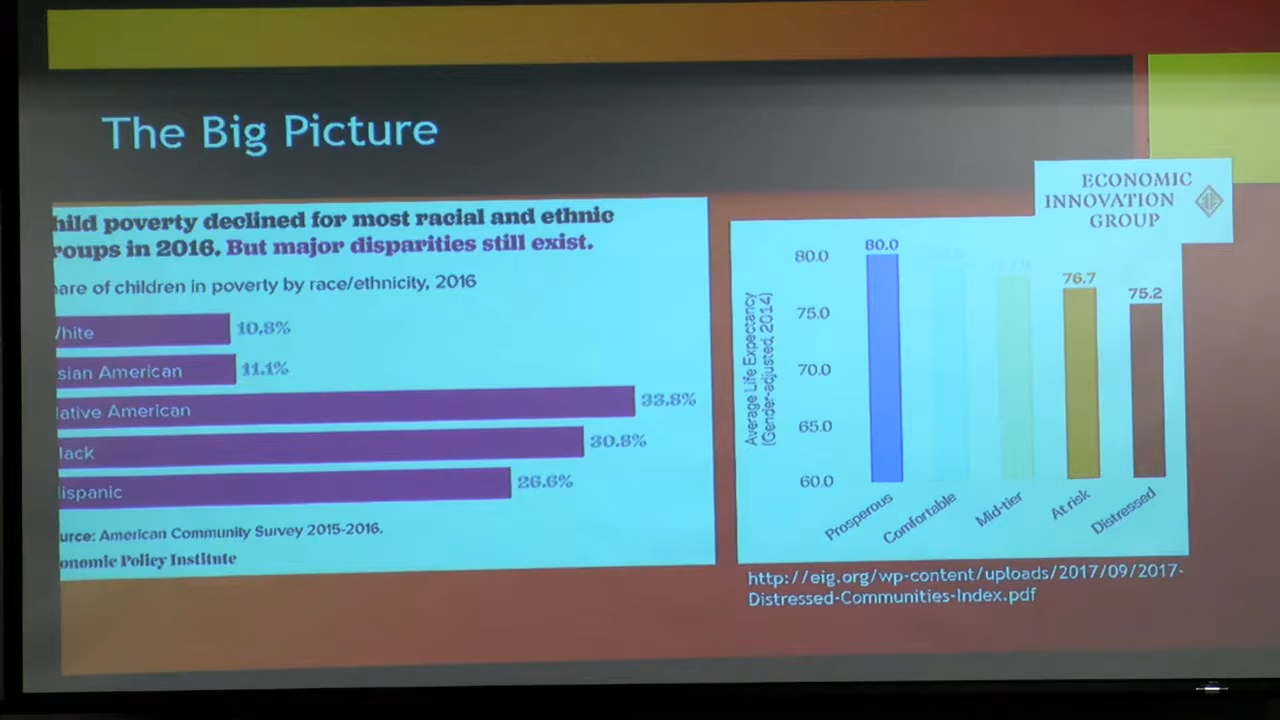 The Big Picture
hild poverty declined for most racial and ethnic
roups in 2016. But major disparities still exist.
are of children in poverty by race/ethnicity, 2016
hite 10.8%
sian American 11.1%
ative American 33.8%
lack 30.8%
ispanic 26.6%
urce: American Community Survey 2015-2016.
onomic Policy Institute
ECONOMIC
INNOVATION
GROUP
Average Life Expectancy
(Gender-adjusted, 2014)
80.0
75.0
70.0
65.0
60.0
80.0
76.7
75.2
Prosperous
Comfortable
Mid-tier
At risk
Distressed
http://eig.org/wp-content/uploads/2017/09/2017-
Distressed-Communities-Index.pdf